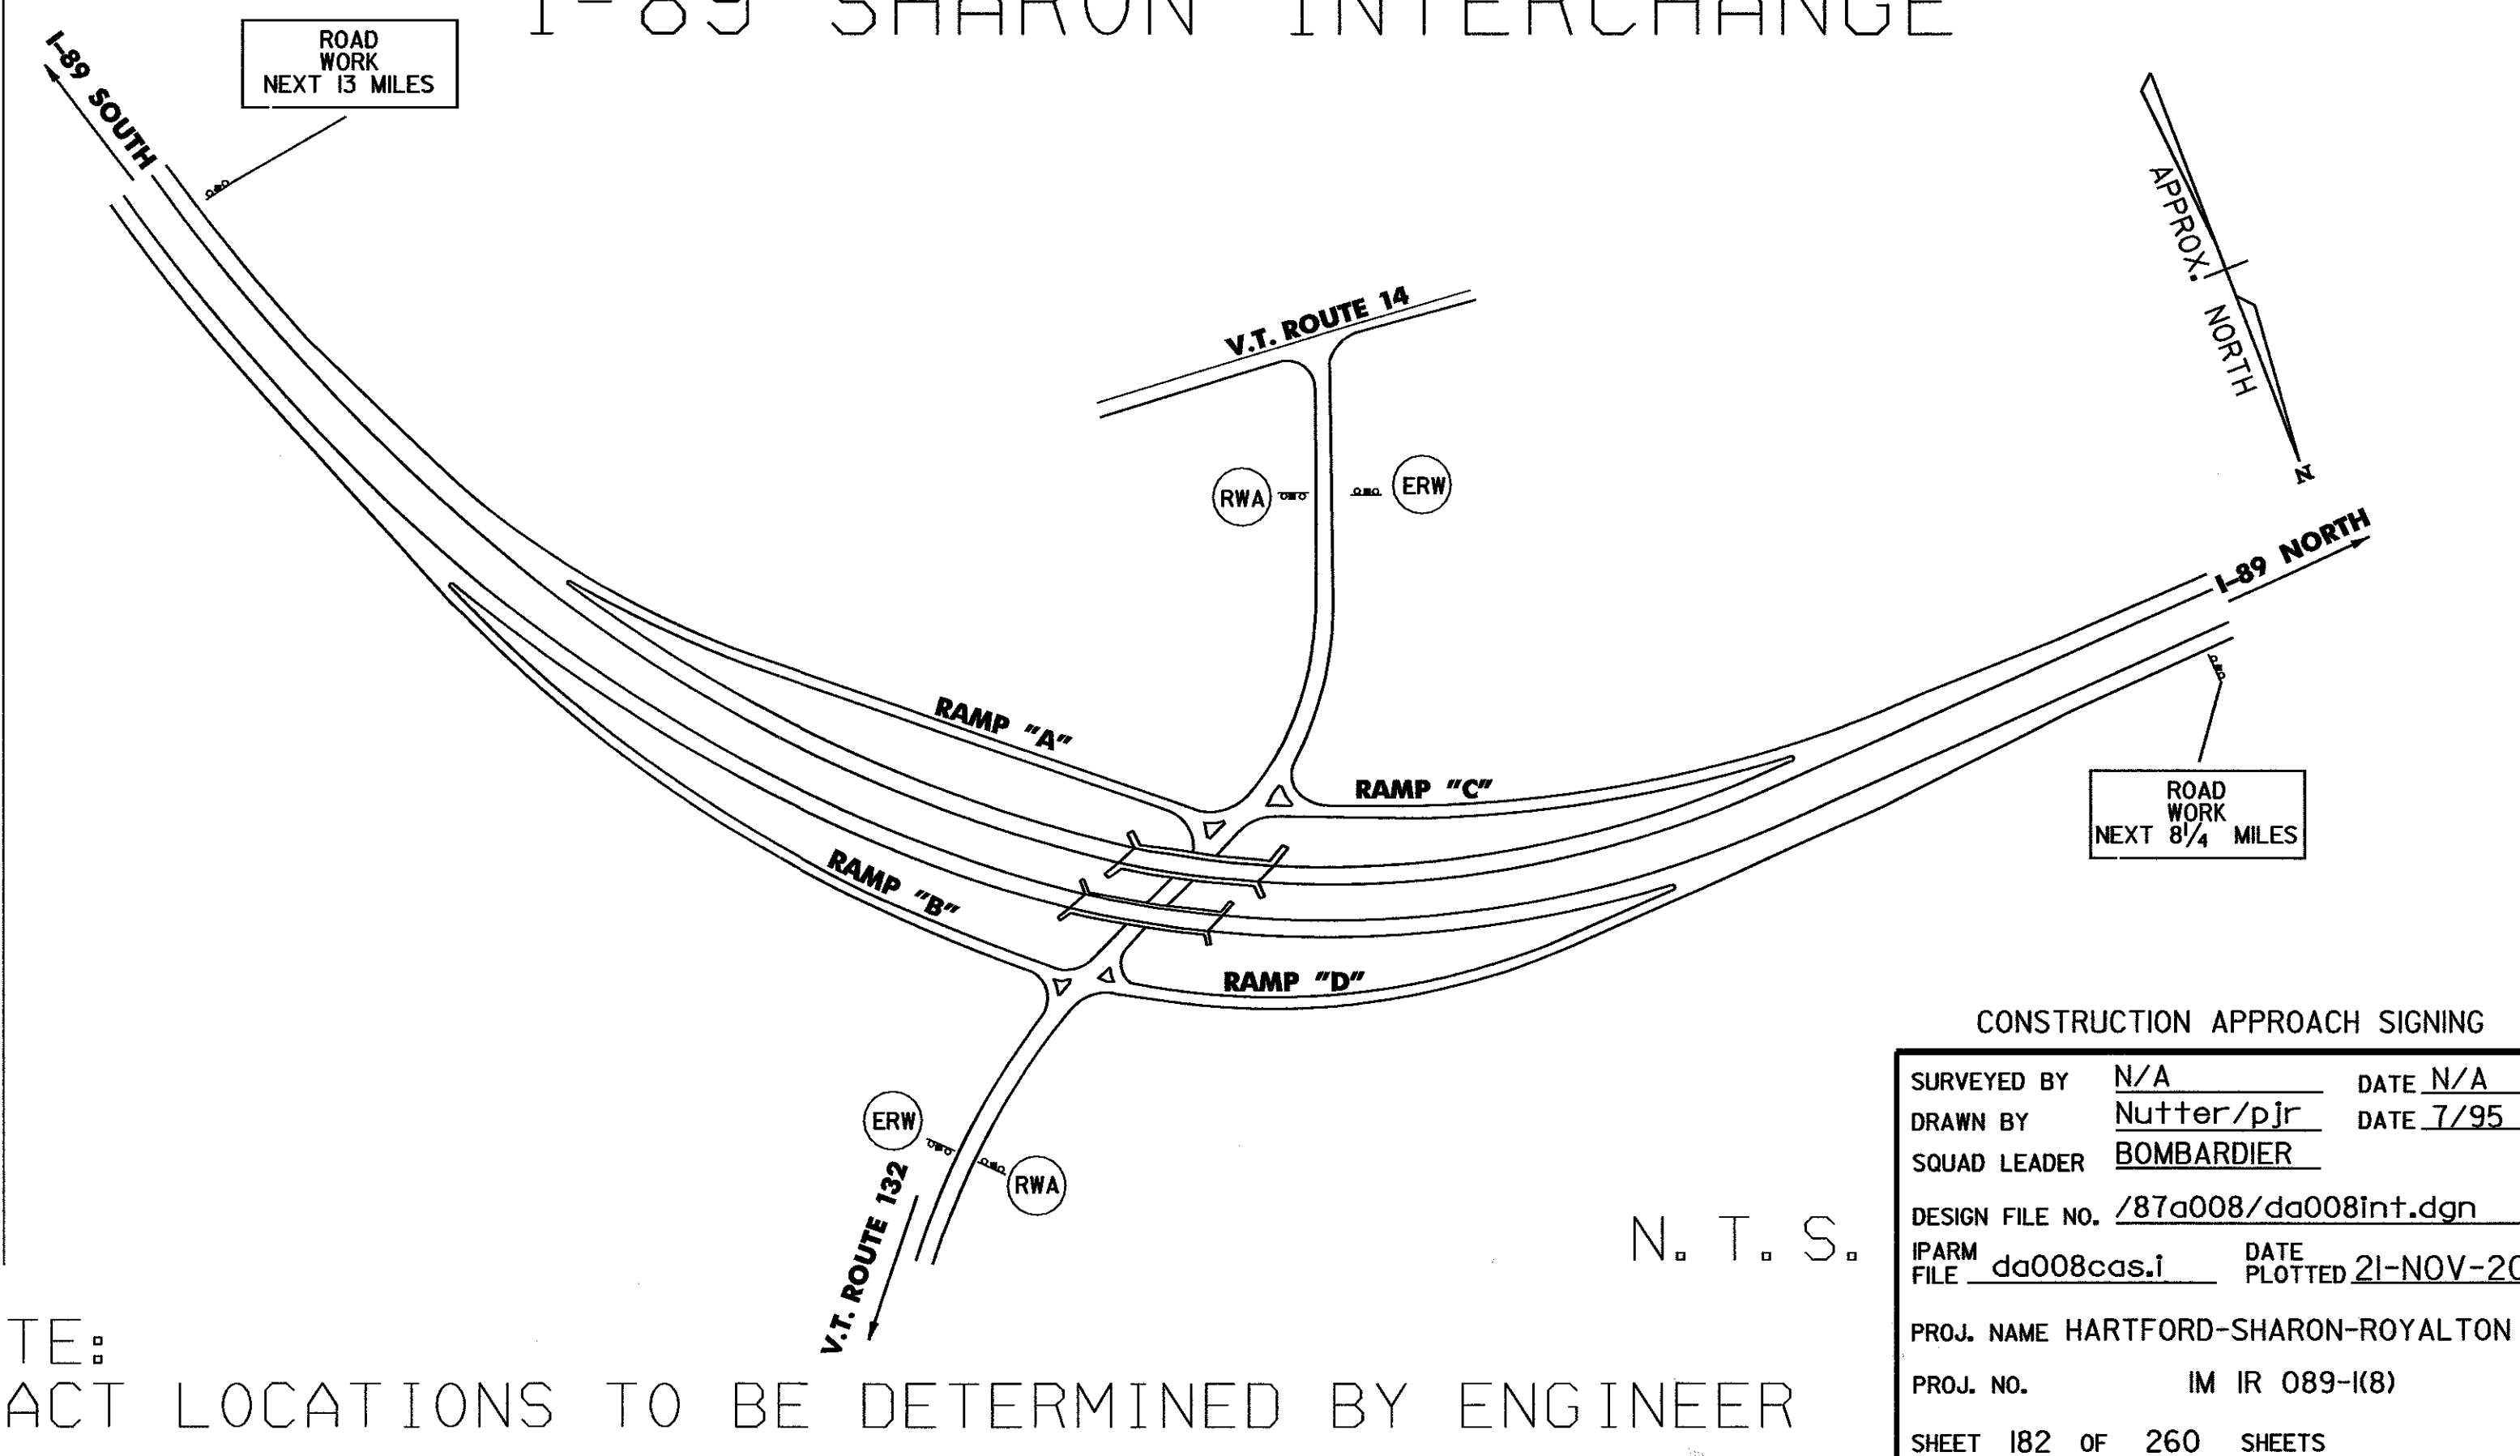 I-89 SHARON INTERCHANGE
I-89 SOUTH
ROAD
WORK
NEXT 13 MILES
APPROX. NORTH
N
V.T. ROUTE 14
RWA
ERW
I-89 NORTH
RAMP "A"
RAMP "C"
ROAD
WORK
NEXT 8 1/4 MILES
RAMP "B"
RAMP "D"
ERW
RWA
V.T. ROUTE 132
N.T.S.
CONSTRUCTION APPROACH SIGNING
SURVEYED BY N/A DATE N/A
DRAWN BY Nutter/pjr DATE 7/95
SQUAD LEADER BOMBARDIER
DESIGN FILE NO. /87a008/da008int.dgn
IPARM FILE da008cas.i DATE PLOTTED 21-NOV-20
PROJ. NAME HARTFORD-SHARON-ROYALTON
PROJ. NO. IM IR 089-1(8)
SHEET 182 OF 260 SHEETS
TE:
ACT LOCATIONS TO BE DETERMINED BY ENGINEER